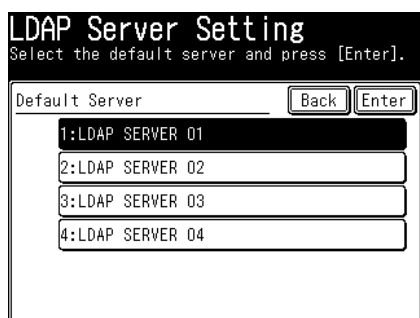 LDAP Server Setting
Select the default server and press [Enter].
Default Server Back Enter
1:LDAP SERVER 01
2:LDAP SERVER 02
3:LDAP SERVER 03
4:LDAP SERVER 04